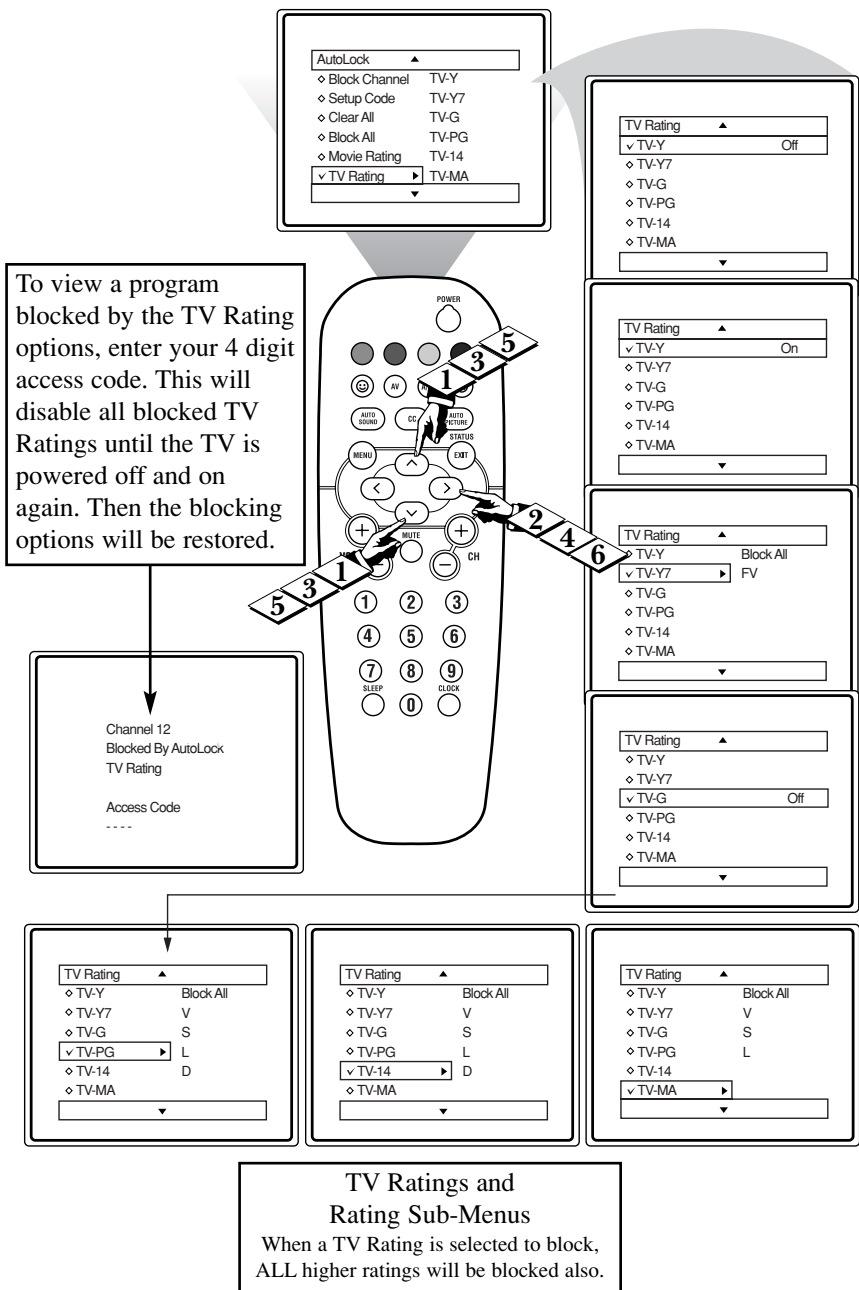 AutoLock
Block Channel TV-Y
Setup Code TV-Y7
Clear All TV-G
Block All TV-PG
Movie Rating TV-14
TV Rating TV-MA
TV Rating
TV-Y Off
TV-Y7
TV-G
TV-PG
TV-14
TV-MA
To view a program
blocked by the TV Rating
options, enter your 4 digit
access code. This will
disable all blocked TV
Ratings until the TV is
powered off and on
again. Then the blocking
options will be restored.
POWER
AV
AUTO
SOUND
CC
AUTO
PICTURE
STATUS
MENU
EXIT
MUTE
CH
1 2 3
4 5 6
7 8 9
SLEEP
0
CLOCK
1 3 5
2 4 6
5 3 1
TV Rating
TV-Y On
TV-Y7
TV-G
TV-PG
TV-14
TV-MA
TV Rating
TV-Y Block All
TV-Y7 FV
TV-G
TV-PG
TV-14
TV-MA
Channel 12
Blocked By AutoLock
TV Rating
Access Code
- - - -
TV Rating
TV-Y
TV-Y7
TV-G Off
TV-PG
TV-14
TV-MA
TV Rating
TV-Y Block All
TV-Y7 V
TV-G S
TV-PG L
TV-14 D
TV-MA
TV Rating
TV-Y Block All
TV-Y7 V
TV-G S
TV-PG L
TV-14 D
TV-MA
TV Rating
TV-Y Block All
TV-Y7 V
TV-G S
TV-PG L
TV-14
TV-MA
TV Ratings and
Rating Sub-Menus
When a TV Rating is selected to block,
ALL higher ratings will be blocked also.